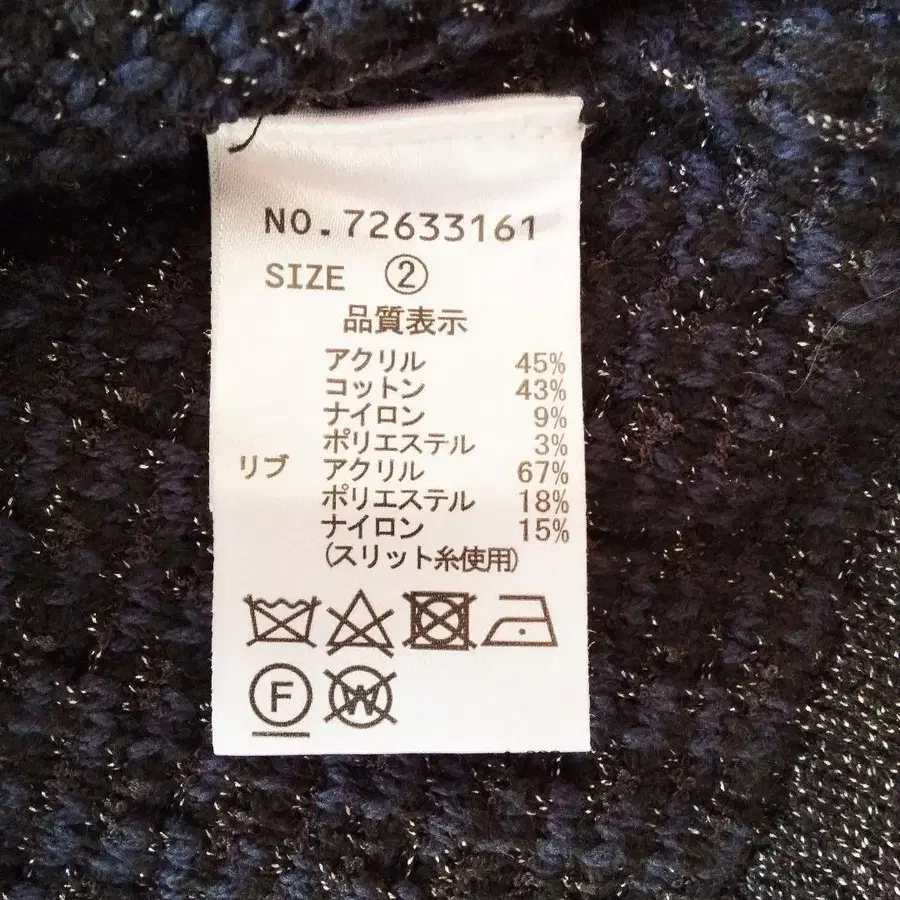 NO.72633161
SIZE ②
品質表示
アクリル 45%
コットン 43%
ナイロン 9%
ポリエステル 3%
リブ アクリル 67%
ポリエステル 18%
ナイロン 15%
(スリット糸使用)
F W